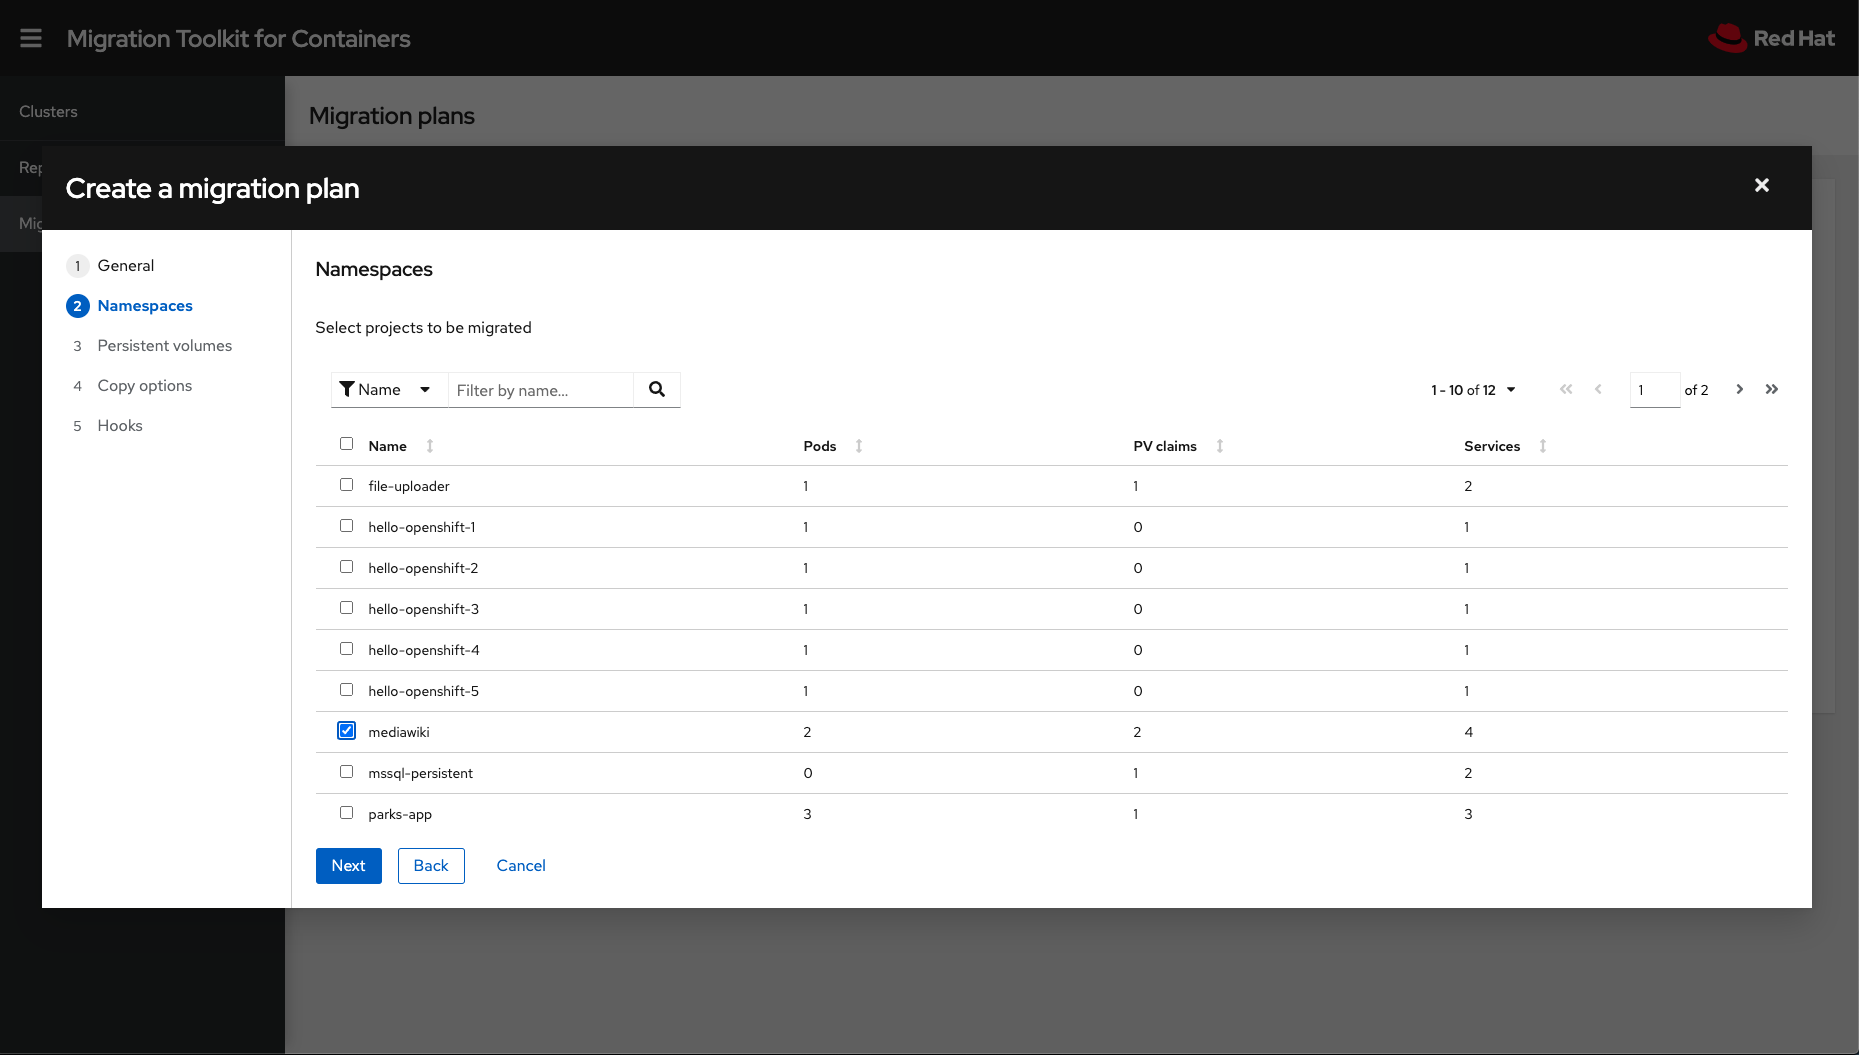 Migration Toolkit for Containers
Red Hat
Clusters
Migration plans
Rep
Mig
Create a migration plan
1 General
2 Namespaces
3 Persistent volumes
4 Copy options
5 Hooks
Namespaces
Select projects to be migrated
Name Filter by name... 1 - 10 of 12 1 of 2
Name Pods PV claims Services
file-uploader 1 1 2
hello-openshift-1 1 0 1
hello-openshift-2 1 0 1
hello-openshift-3 1 0 1
hello-openshift-4 1 0 1
hello-openshift-5 1 0 1
mediawiki 2 2 4
mssql-persistent 0 1 2
parks-app 3 1 3
Next Back Cancel